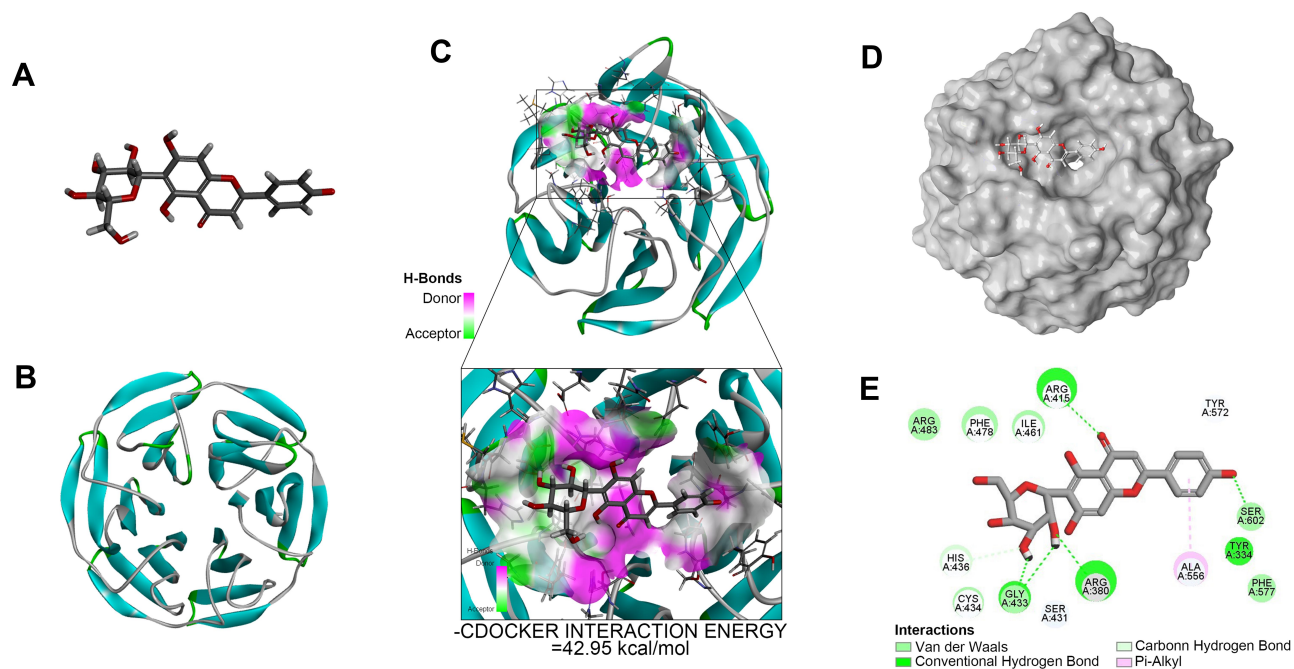 A
B
C
H-Bonds
Donor
Acceptor
H-Bonds
Donor
Acceptor
-CDOCKER INTERACTION ENERGY
=42.95 kcal/mol
D
E
ARG
A:415
TYR
A:572
ARG
A:483
PHE
A:478
ILE
A:461
SER
A:602
TYR
A:334
HIS
A:436
ALA
A:556
PHE
A:577
CYS
A:434
GLY
A:433
SER
A:431
ARG
A:380
Interactions
Van der Waals
Conventional Hydrogen Bond
Carbonn Hydrogen Bond
Pi-Alkyl